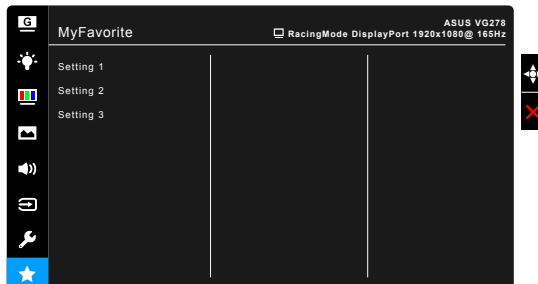 G
MyFavorite
ASUS VG278
RacingMode DisplayPort 1920x1080@ 165Hz
Setting 1
Setting 2
Setting 3